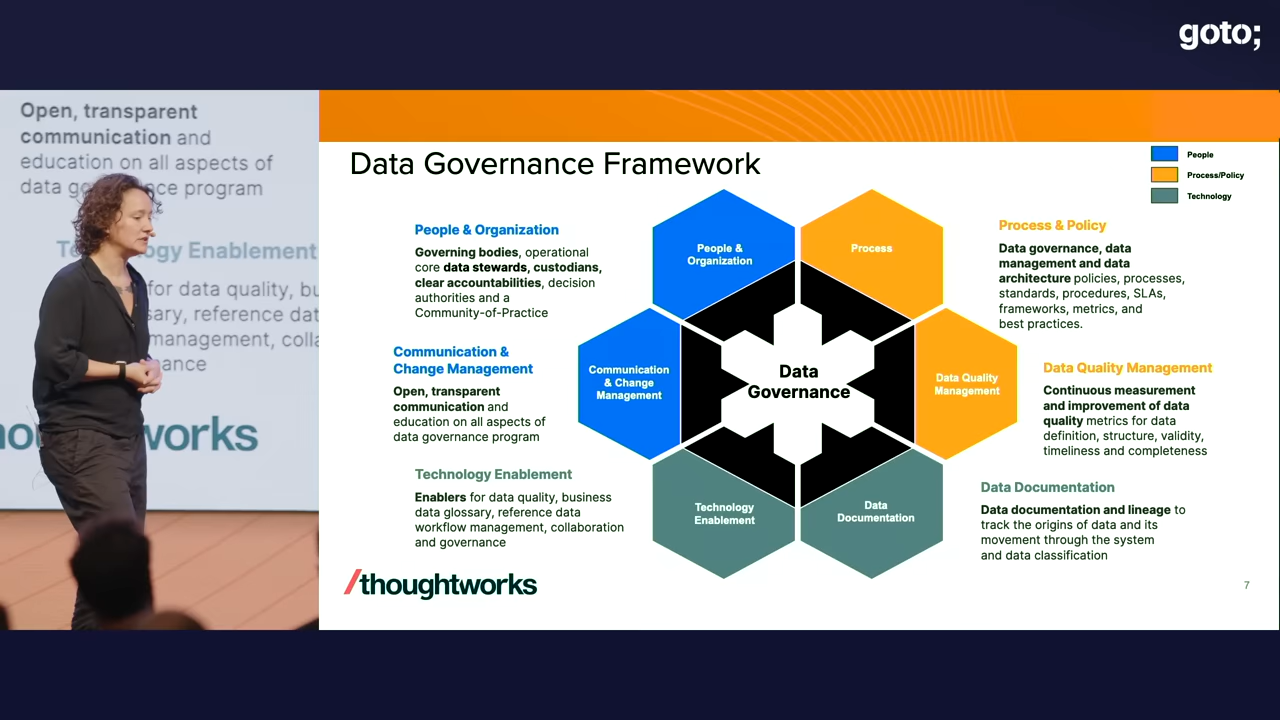 goto;
Open, transparent
communication and
education on all aspects of
data governance program
Technology Enablement
for data quality, bu
sary, reference dat
management, colla
ance
works
Data Governance Framework
People
Process/Policy
Technology
People & Organization
Governing bodies, operational
core data stewards, custodians,
clear accountabilities, decision
authorities and a
Community-of-Practice
Communication &
Change Management
Open, transparent
communication and
education on all aspects of
data governance program
Technology Enablement
Enablers for data quality, business
data glossary, reference data
workflow management, collaboration
and governance
People &
Organization
Process
Communication
& Change
Management
Data
Governance
Data Quality
Management
Technology
Enablement
Data
Documentation
Process & Policy
Data governance, data
management and data
architecture policies, processes,
standards, procedures, SLAs,
frameworks, metrics, and
best practices.
Data Quality Management
Continuous measurement
and improvement of data
quality metrics for data
definition, structure, validity,
timeliness and completeness
Data Documentation
Data documentation and lineage to
track the origins of data and its
movement through the system
and data classification
/thoughtworks
7